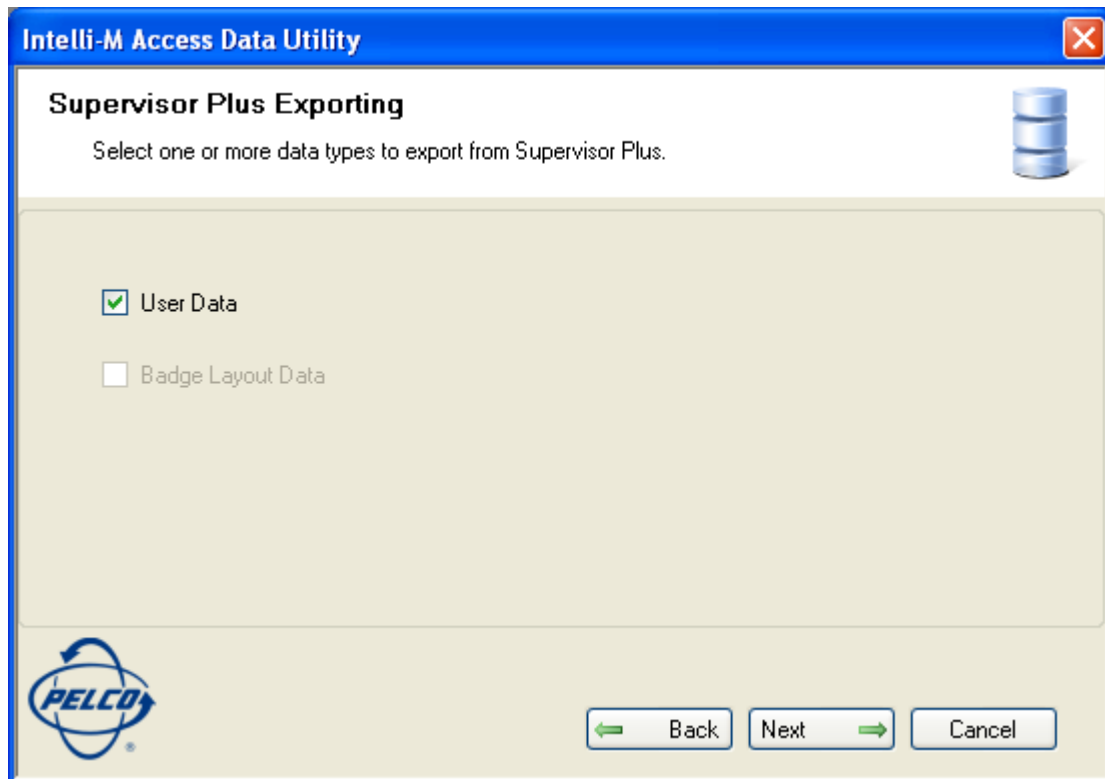 Intelli-M Access Data Utility
Supervisor Plus Exporting
Select one or more data types to export from Supervisor Plus.
User Data
Badge Layout Data
PELCO
®
Back
Next
Cancel